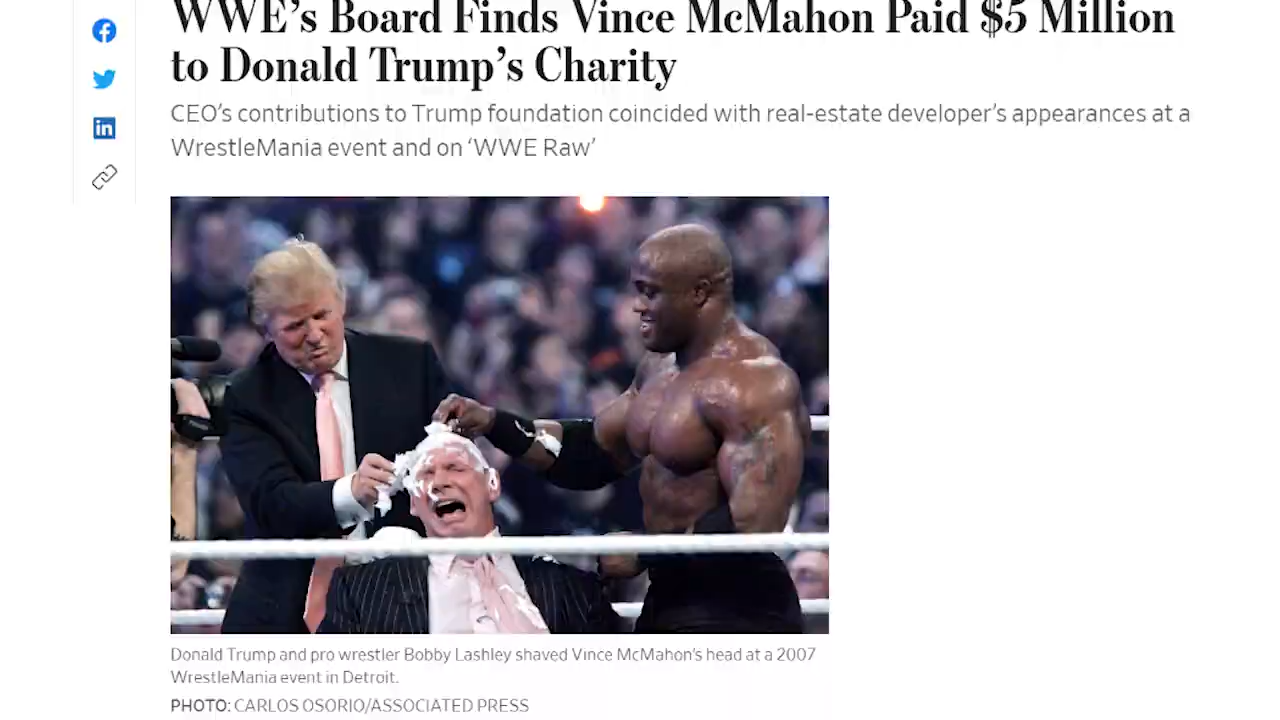 WWE’s Board Finds Vince McMahon Paid $5 Million
to Donald Trump’s Charity
CEO’s contributions to Trump foundation coincided with real-estate developer’s appearances at a
WrestleMania event and on ‘WWE Raw’
Donald Trump and pro wrestler Bobby Lashley shaved Vince McMahon’s head at a 2007
WrestleMania event in Detroit.
PHOTO: CARLOS OSORIO/ASSOCIATED PRESS